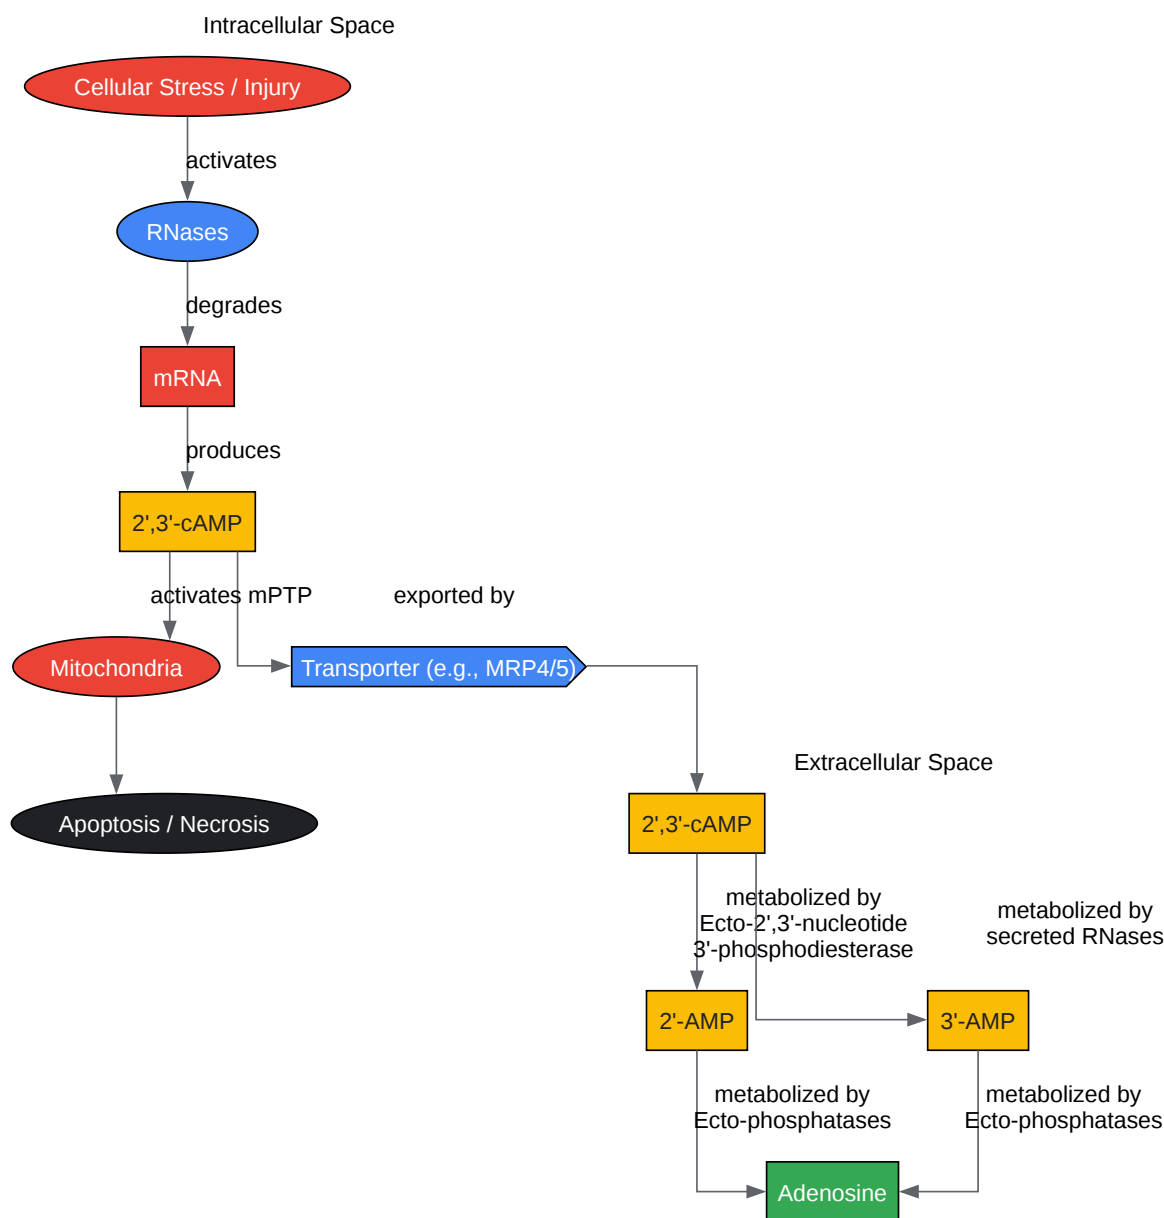 Intracellular Space
Cellular Stress / Injury
activates
RNases
degrades
mRNA
produces
2',3'-cAMP
activates mPTP
exported by
Mitochondria
Transporter (e.g., MRP4/5)
Extracellular Space
Apoptosis / Necrosis
2',3'-cAMP
metabolized by
Ecto-2',3'-nucleotide
3'-phosphodiesterase
metabolized by
secreted RNases
2'-AMP
3'-AMP
metabolized by
Ecto-phosphatases
metabolized by
Ecto-phosphatases
Adenosine